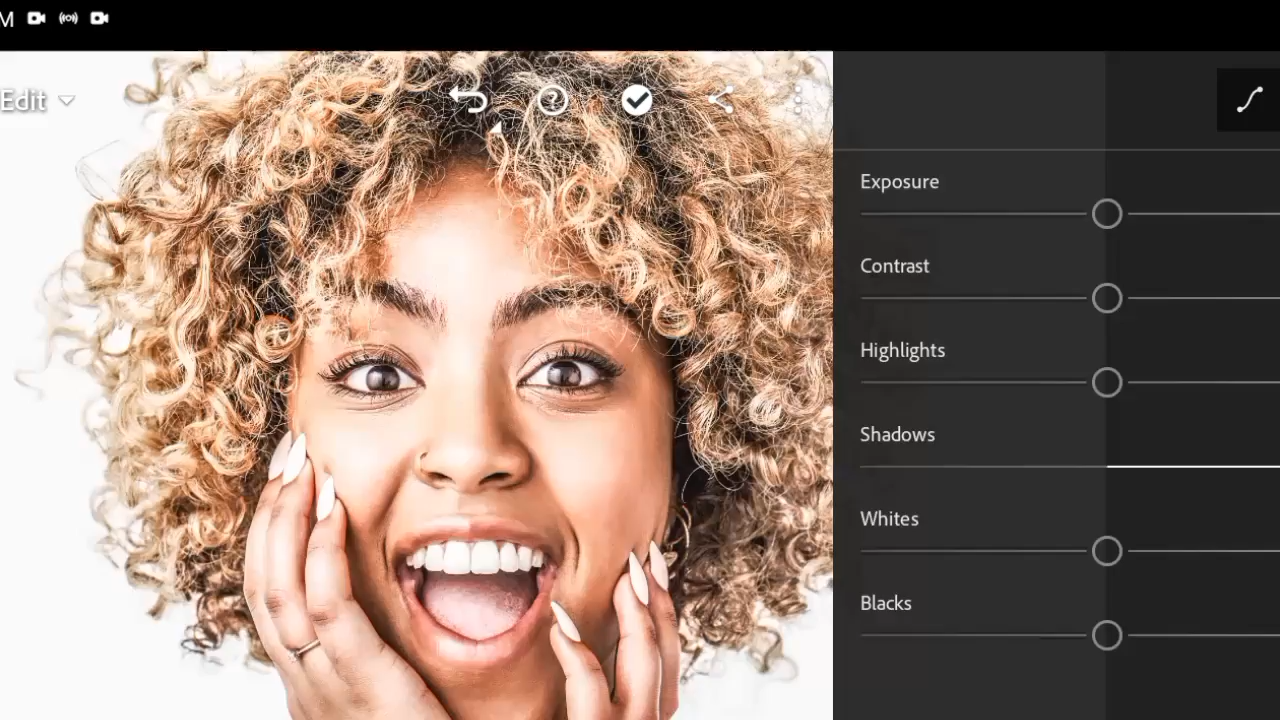 M
Edit
Exposure
Contrast
Highlights
Shadows
Whites
Blacks